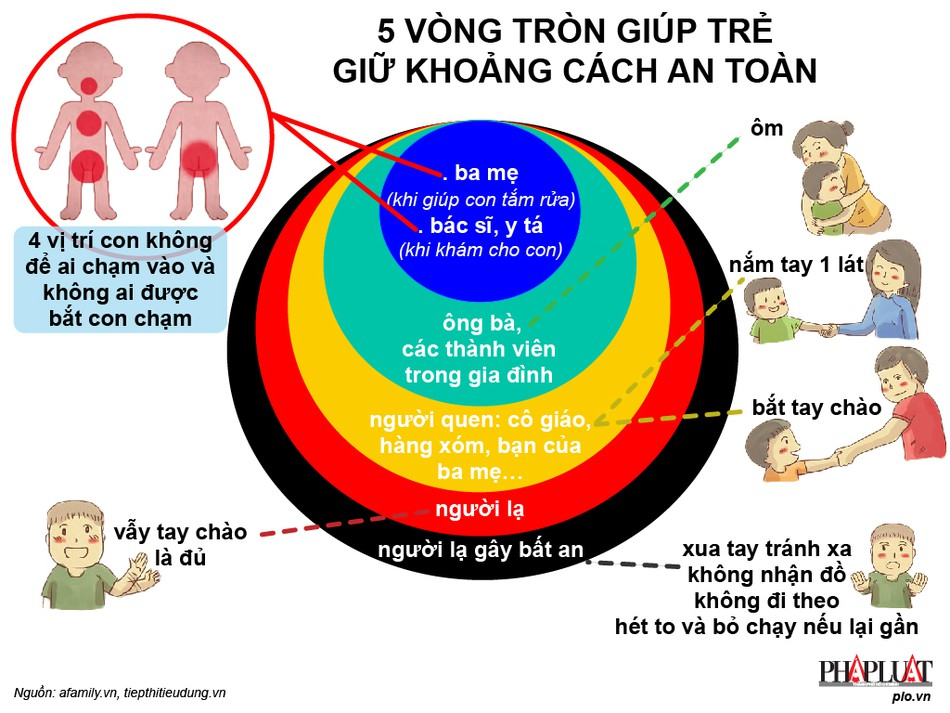 5 VÒNG TRÒN GIÚP TRẺ
GIỮ KHOẢNG CÁCH AN TOÀN
4 vị trí con không
để ai chạm vào và
không ai được
bắt con chạm
. ba mẹ
(khi giúp con tắm rửa)
. bác sĩ, y tá
(khi khám cho con)
ông bà,
các thành viên
trong gia đình
người quen: cô giáo,
hàng xóm, bạn của
ba mẹ...
người lạ
người lạ gây bất an
ôm
nắm tay 1 lát
bắt tay chào
vẫy tay chào
là đủ
xua tay tránh xa
không nhận đồ
không đi theo
hét to và bỏ chạy nếu lại gần
Nguồn: afamily.vn, tiepthitieudung.vn
PHÁP LUẬT
plo.vn